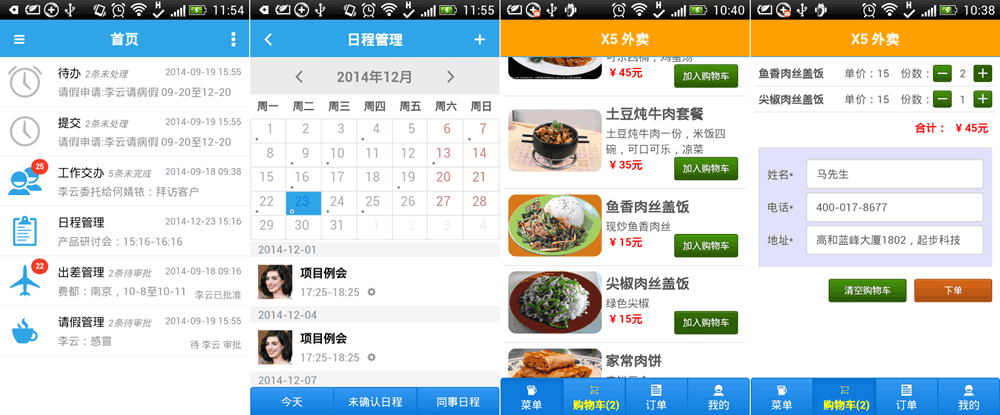 11:54
首页
待办 2条未处理 2014-09-19 15:55
请假申请:李云请病假 09-20至12-20
提交 2条未处理 2014-09-19 15:55
请假申请:李云请病假 09-20至12-20
25
工作交办 5条未完成 2014-09-18 09:38
李云委托给何婧铱：拜访客户
日程管理 2014-12-23 15:16
产品研讨会：15:16-16:16
22
出差管理 2条待审批 2014-09-18 09:16
费都：南京，10-8至10-11 李云已批准
请假管理 2条待审批 2014-09-19 15:55
李云：感冒 待 李云 审批
11:55
日程管理
2014年12月
周一 周二 周三 周四 周五 周六 周日
1 2 3 4 5 6 7
8 9 10 11 12 13 14
15 16 17 18 19 20 21
22 23 24 25 26 27 28
29 30 31 1 2 3 4
2014-12-01
项目例会
17:25-18:25
2014-12-04
项目例会
17:25-18:25
2014-12-07
今天 未确认日程 同事日程
10:40
X5 外卖
￥45元
加入购物车
土豆炖牛肉套餐
土豆炖牛肉一份，米饭四
碗，可口可乐，凉菜
￥35元
加入购物车
鱼香肉丝盖饭
现炒鱼香肉丝
￥15元
加入购物车
尖椒肉丝盖饭
绿色尖椒
￥15元
加入购物车
家常肉饼
菜单 购物车(2) 订单 我的
10:38
X5 外卖
鱼香肉丝盖饭 单价：15 份数： 2
尖椒肉丝盖饭 单价：15 份数： 1
合计： ￥45元
姓名* 马先生
电话* 400-017-8677
地址* 高和蓝峰大厦1802，起步科技
清空购物车 下单
菜单 购物车(2) 订单 我的